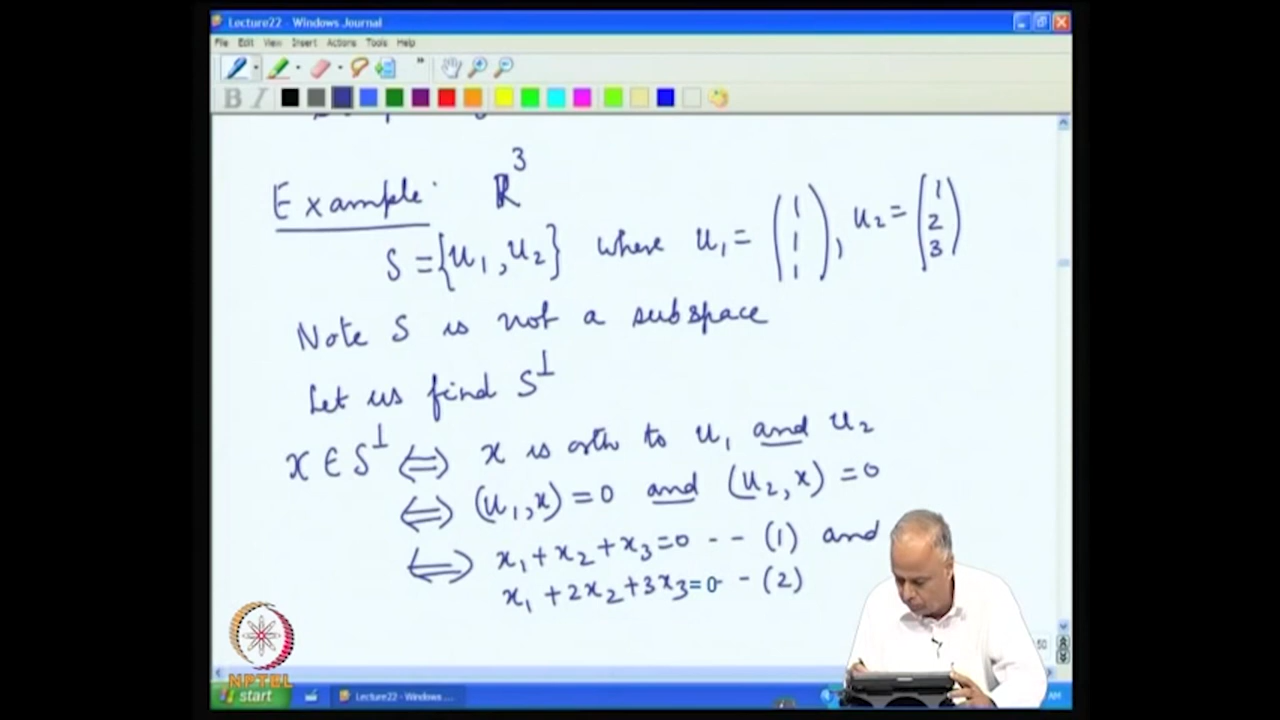 Lecture22 - Windows Journal
File Edit View Insert Actions Tools Help
B I
Example: ℝ³
S = {u₁, u₂} where u₁ = (1 1 1), u₂ = (1 2 3)
Note S is not a subspace
Let us find S^⊥
x ∈ S^⊥ ⟺ x is orth to u₁ and u₂
⟺ (u₁, x) = 0 and (u₂, x) = 0
⟺ x₁ + x₂ + x₃ = 0 - - (1) and
x₁ + 2x₂ + 3x₃ = 0 - - (2)
NPTEL
start Lecture22 - Windows ...
AM